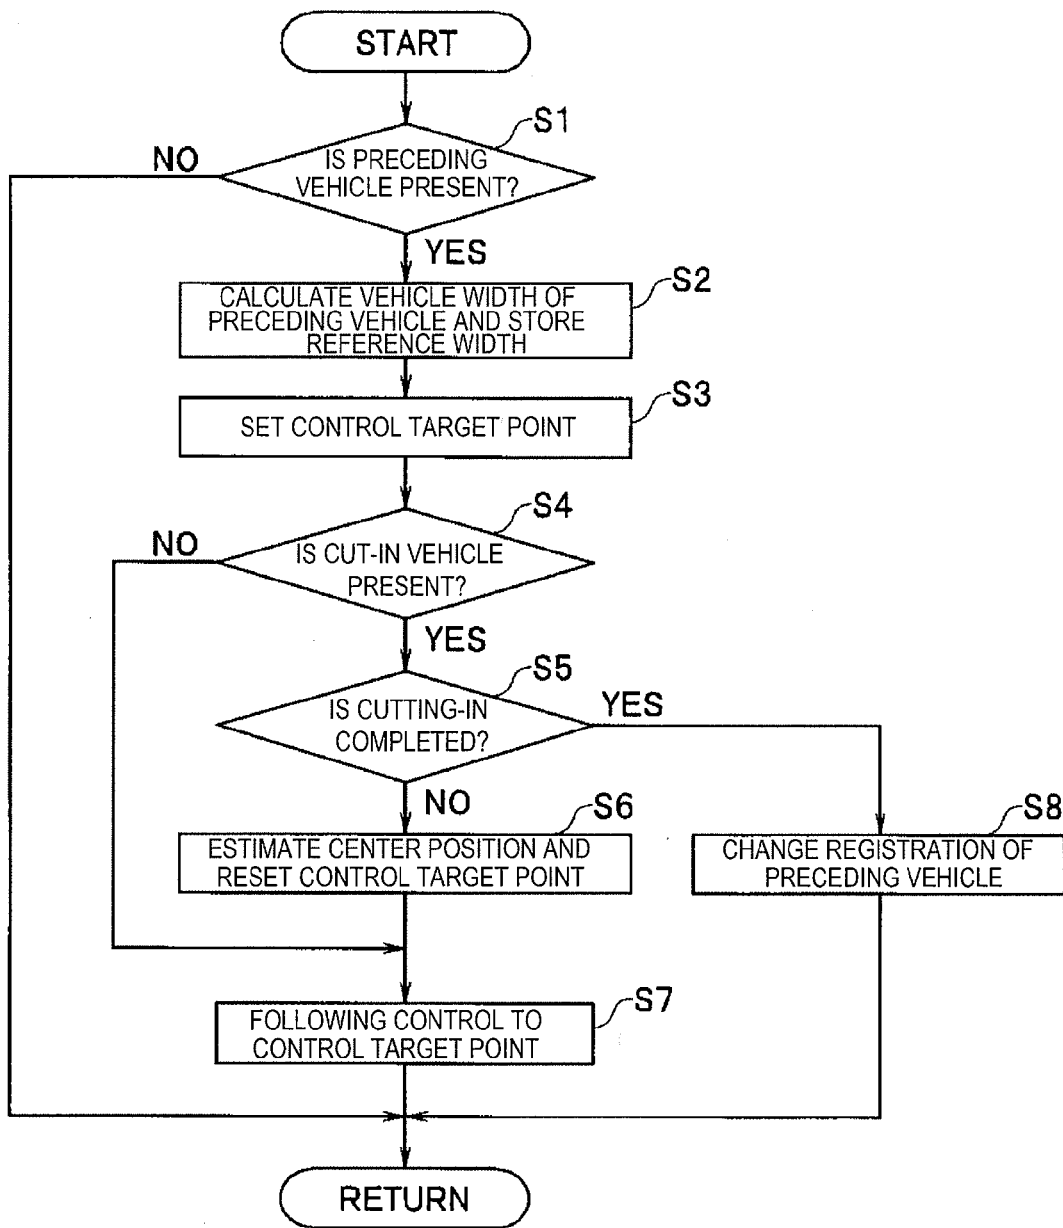 START
S1
NO
IS PRECEDING
VEHICLE PRESENT?
YES
S2
CALCULATE VEHICLE WIDTH OF
PRECEDING VEHICLE AND STORE
REFERENCE WIDTH
S3
SET CONTROL TARGET POINT
S4
NO
IS CUT-IN VEHICLE
PRESENT?
YES
S5
YES
IS CUTTING-IN
COMPLETED?
NO
S6
ESTIMATE CENTER POSITION AND
RESET CONTROL TARGET POINT
S8
CHANGE REGISTRATION OF
PRECEDING VEHICLE
S7
FOLLOWING CONTROL TO
CONTROL TARGET POINT
RETURN